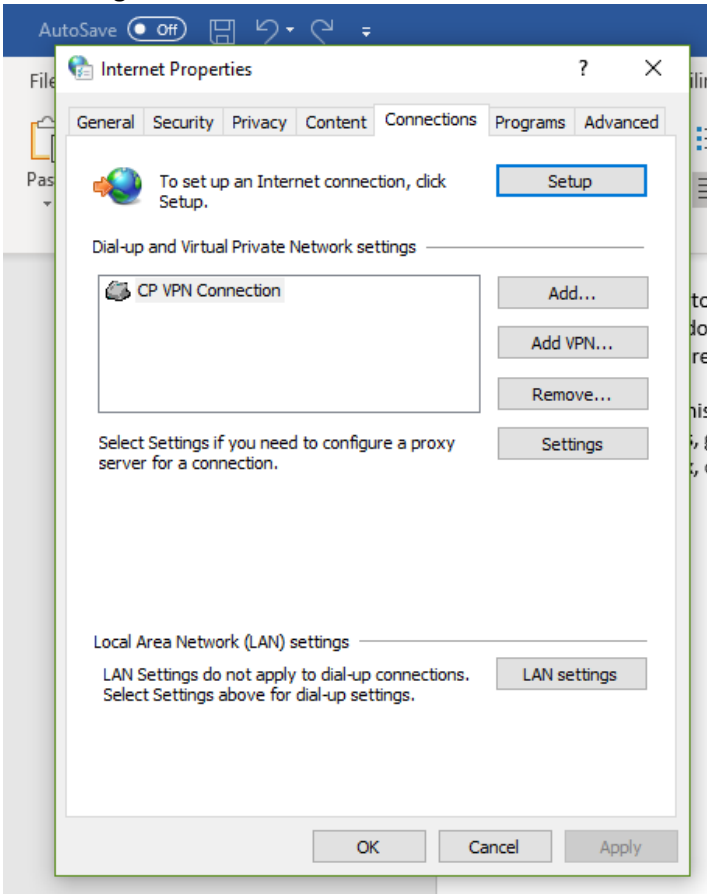 AutoSave Off
File
Internet Properties ? X
General Security Privacy Content Connections Programs Advanced
Pas
To set up an Internet connection, click
Setup.
Setup
Dial-up and Virtual Private Network settings
CP VPN Connection
Add...
Add VPN...
Remove...
Select Settings if you need to configure a proxy
server for a connection.
Settings
Local Area Network (LAN) settings
LAN Settings do not apply to dial-up connections.
Select Settings above for dial-up settings.
LAN settings
OK Cancel Apply